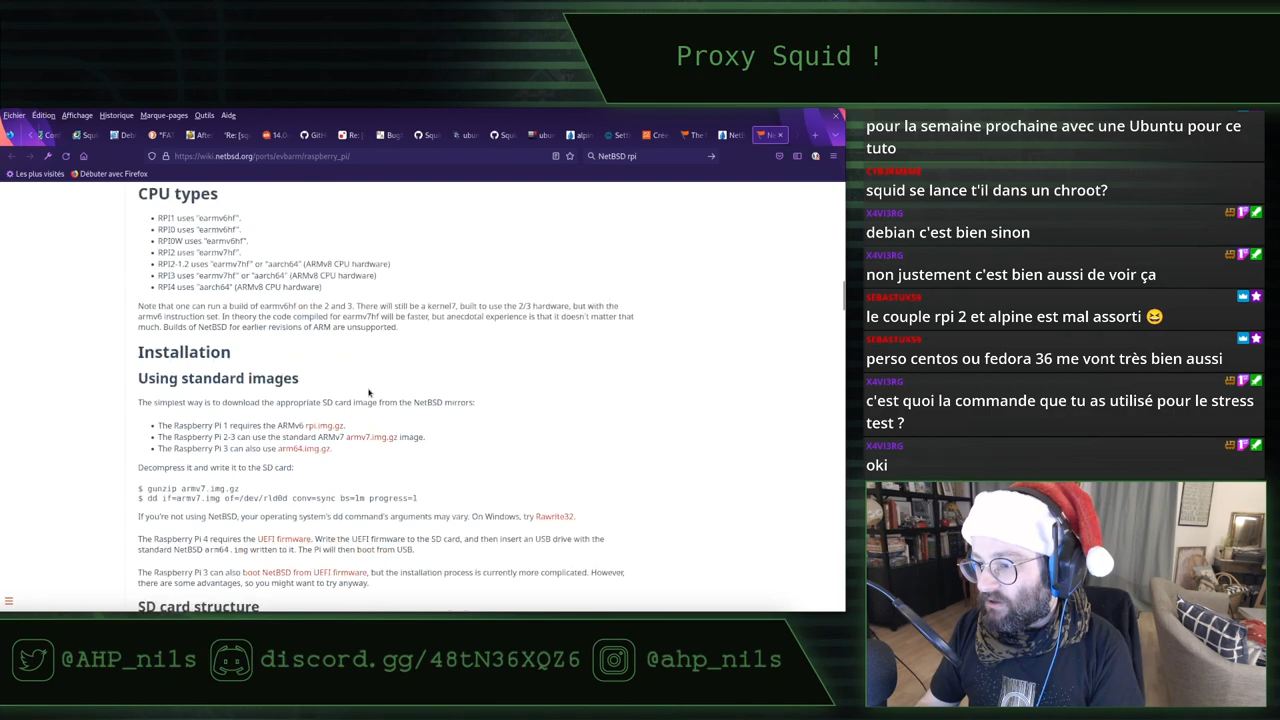 Proxy Squid !
Fichier Édition Affichage Historique Marque-pages Outils Aide
https://wiki.netbsd.org/ports/evbarm/raspberry_pi/
NetBSD rpi
Les plus visités Débuter avec Firefox
CPU types
RPI1 uses "earmv6hf".
RPI0 uses "earmv6hf".
RPI0W uses "earmv6hf".
RPI2 uses "earmv7hf".
RPI2-1.2 uses "earmv7hf" or "aarch64" (ARMv8 CPU hardware)
RPI3 uses "earmv7hf" or "aarch64" (ARMv8 CPU hardware)
RPI4 uses "aarch64" (ARMv8 CPU hardware)
Note that one can run a build of earmv6hf on the 2 and 3. There will still be a kernel7, built to use the 2/3 hardware, but with the
armv6 instruction set. In theory the code compiled for earmv7hf will be faster, but anecdotal experience is that it doesn't matter that
much. Builds of NetBSD for earlier revisions of ARM are unsupported.
Installation
Using standard images
The simplest way is to download the appropriate SD card image from the NetBSD mirrors:
The Raspberry Pi 1 requires the ARMv6 rpi.img.gz.
The Raspberry Pi 2-3 can use the standard ARMv7 armv7.img.gz image.
The Raspberry Pi 3 can also use arm64.img.gz.
Decompress it and write it to the SD card:
$ gunzip armv7.img.gz
$ dd if=armv7.img of=/dev/rld0d conv=sync bs=1m progress=1
If you're not using NetBSD, your operating system's dd command's arguments may vary. On Windows, try Rawrite32.
The Raspberry Pi 4 requires the UEFI firmware. Write the UEFI firmware to the SD card, and then insert an USB drive with the
standard NetBSD arm64.img written to it. The Pi will then boot from USB.
The Raspberry Pi 3 can also boot NetBSD from UEFI firmware, but the installation process is currently more complicated. However,
there are some advantages, so you might want to try anyway.
SD card structure
pour la semaine prochaine avec une Ubuntu pour ce
tuto
squid se lance t'il dans un chroot?
X4VI3RG
debian c'est bien sinon
X4VI3RG
non justement c'est bien aussi de voir ça
SEBASTUX59
le couple rpi 2 et alpine est mal assorti 😆
SEBASTUX59
perso centos ou fedora 36 me vont très bien aussi
X4VI3RG
c'est quoi la commande que tu as utilisé pour le stress
test ?
X4VI3RG
oki
@AHP_nils discord.gg/48tN36XQZ6 @ahp_nils